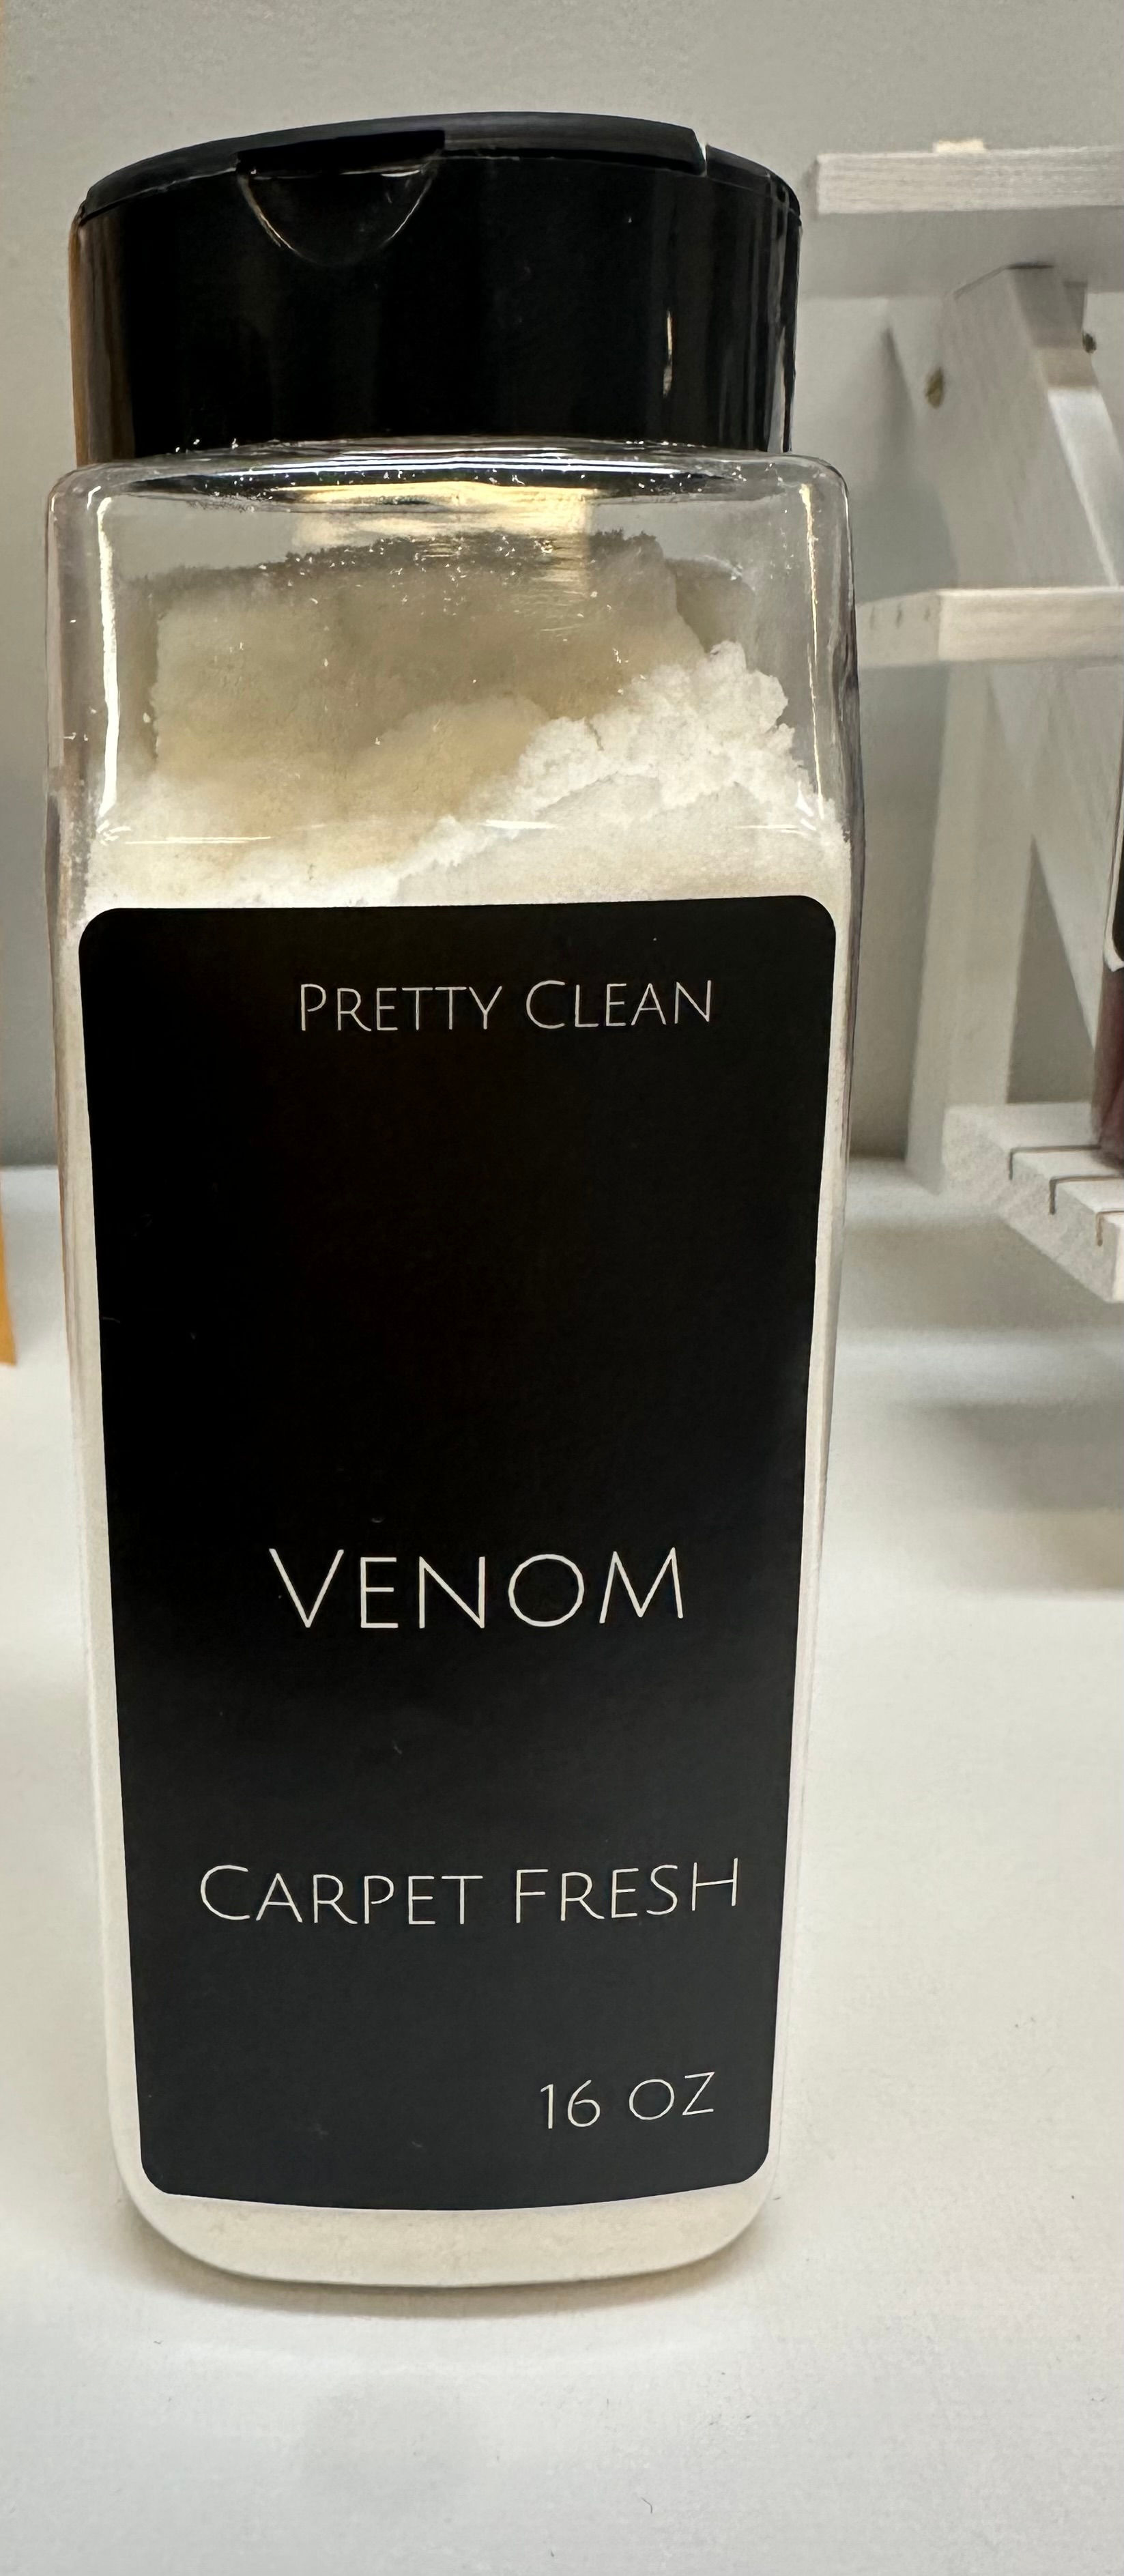 Pretty Clean
Venom
Carpet Fresh
16 oz